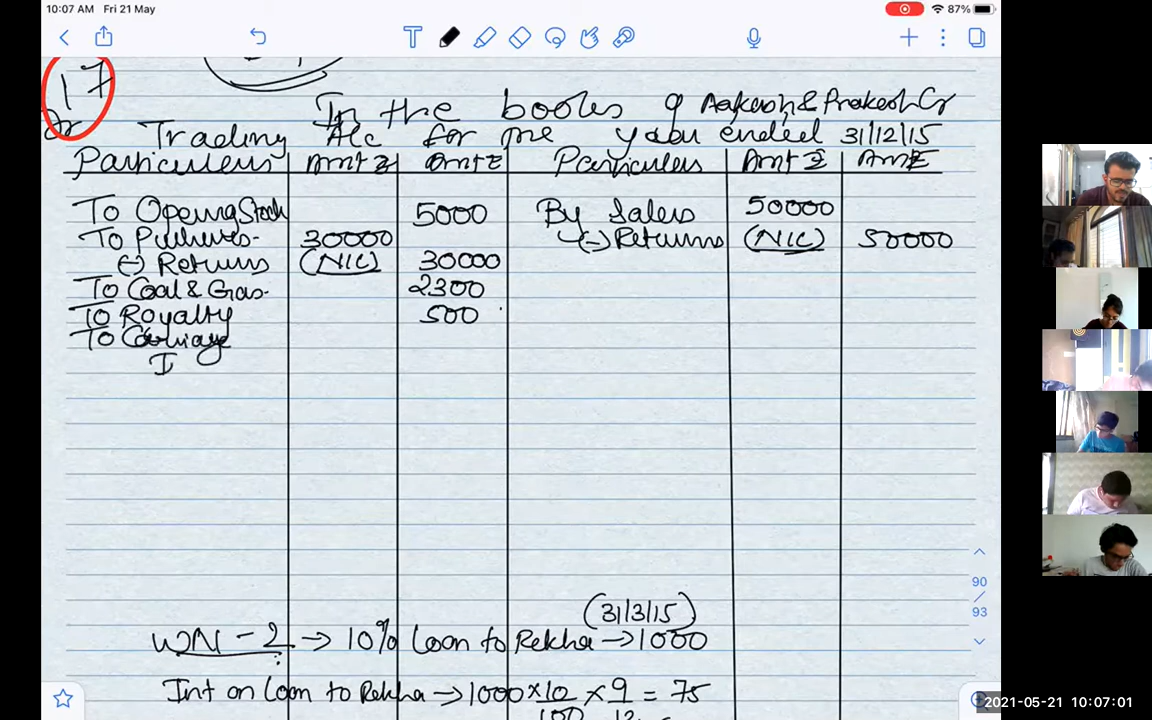 10:07 AM Fri 21 May 87%
17
In the books of Aakash & Prakash Cr
Dr Trading A/c for the year ended 31/12/15
Particulars Amt ₹ Amt ₹ Particulars Amt ₹ Amt ₹
To Opening Stock 5000 By Sales 50000
To Purchases- 30000 (-) Returns (NIL) 50000
(-) Returns (NIL) 30000
To Coal & Gas- 2300
To Royalty 500
To Carriage
I
90
/
93
(31/3/15)
WN-2 → 10% Loan to Rekha → 1000
Int on Loan to Rekha → 1000 × 10 × 9 = 75
100 12
2021-05-21 10:07:01